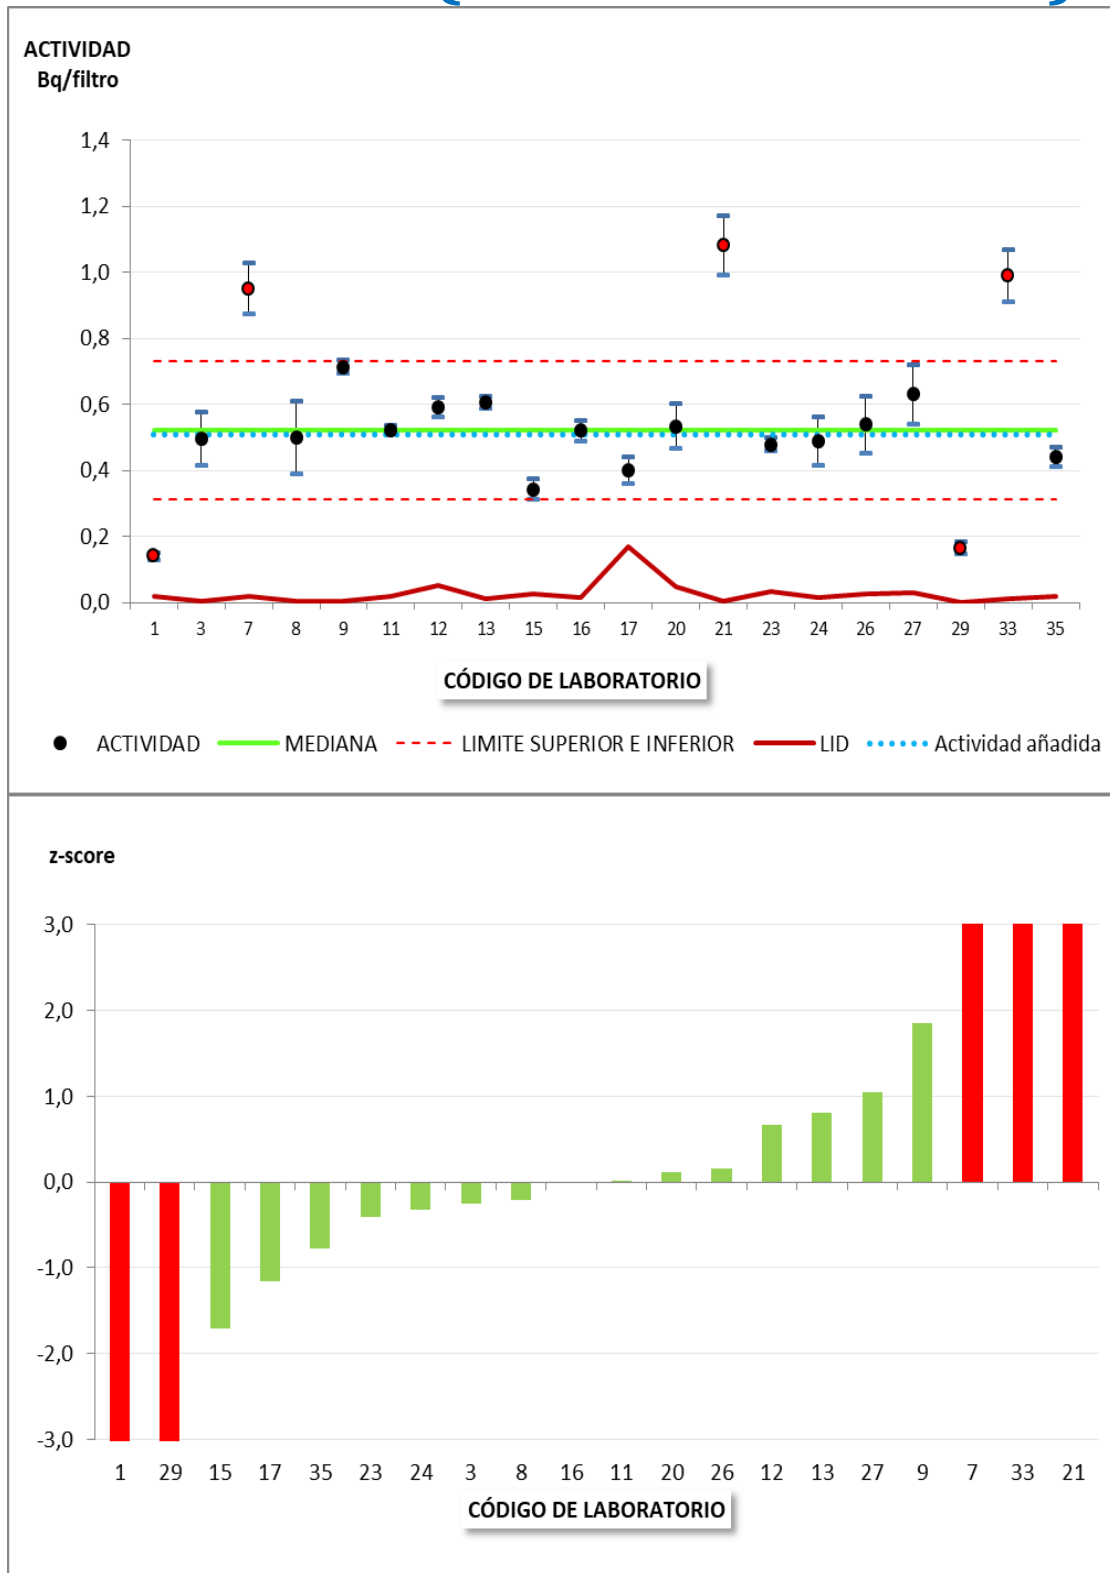 ACTIVIDAD
Bq/filtro
1,4
1,2
1,0
0,8
0,6
0,4
0,2
0,0
1 3 7 8 9 11 12 13 15 16 17 20 21 23 24 26 27 29 33 35
CÓDIGO DE LABORATORIO
ACTIVIDAD MEDIANA LIMITE SUPERIOR E INFERIOR LID Actividad añadida
z-score
3,0
2,0
1,0
0,0
-1,0
-2,0
-3,0
1 29 15 17 35 23 24 3 8 16 11 20 26 12 13 27 9 7 33 21
CÓDIGO DE LABORATORIO